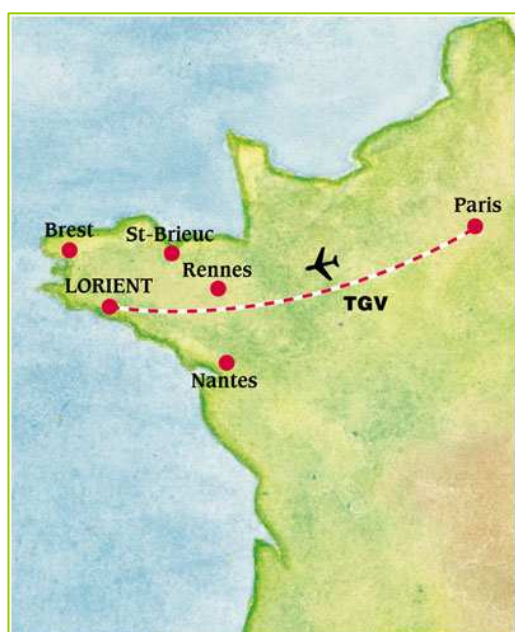 Paris
Brest
St-Brieuc
Rennes
LORIENT
TGV
Nantes